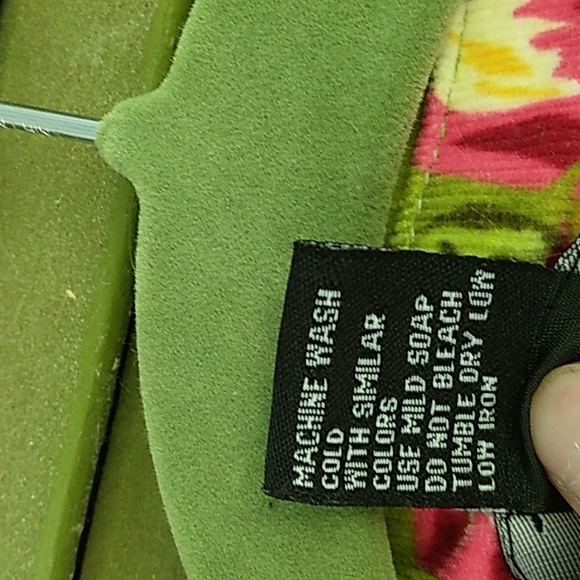 MACHINE WASH
COLD
WITH SIMILAR
COLORS
USE MILD SOAP
DO NOT BLEACH
TUMBLE DRY LOW
LOW IRON